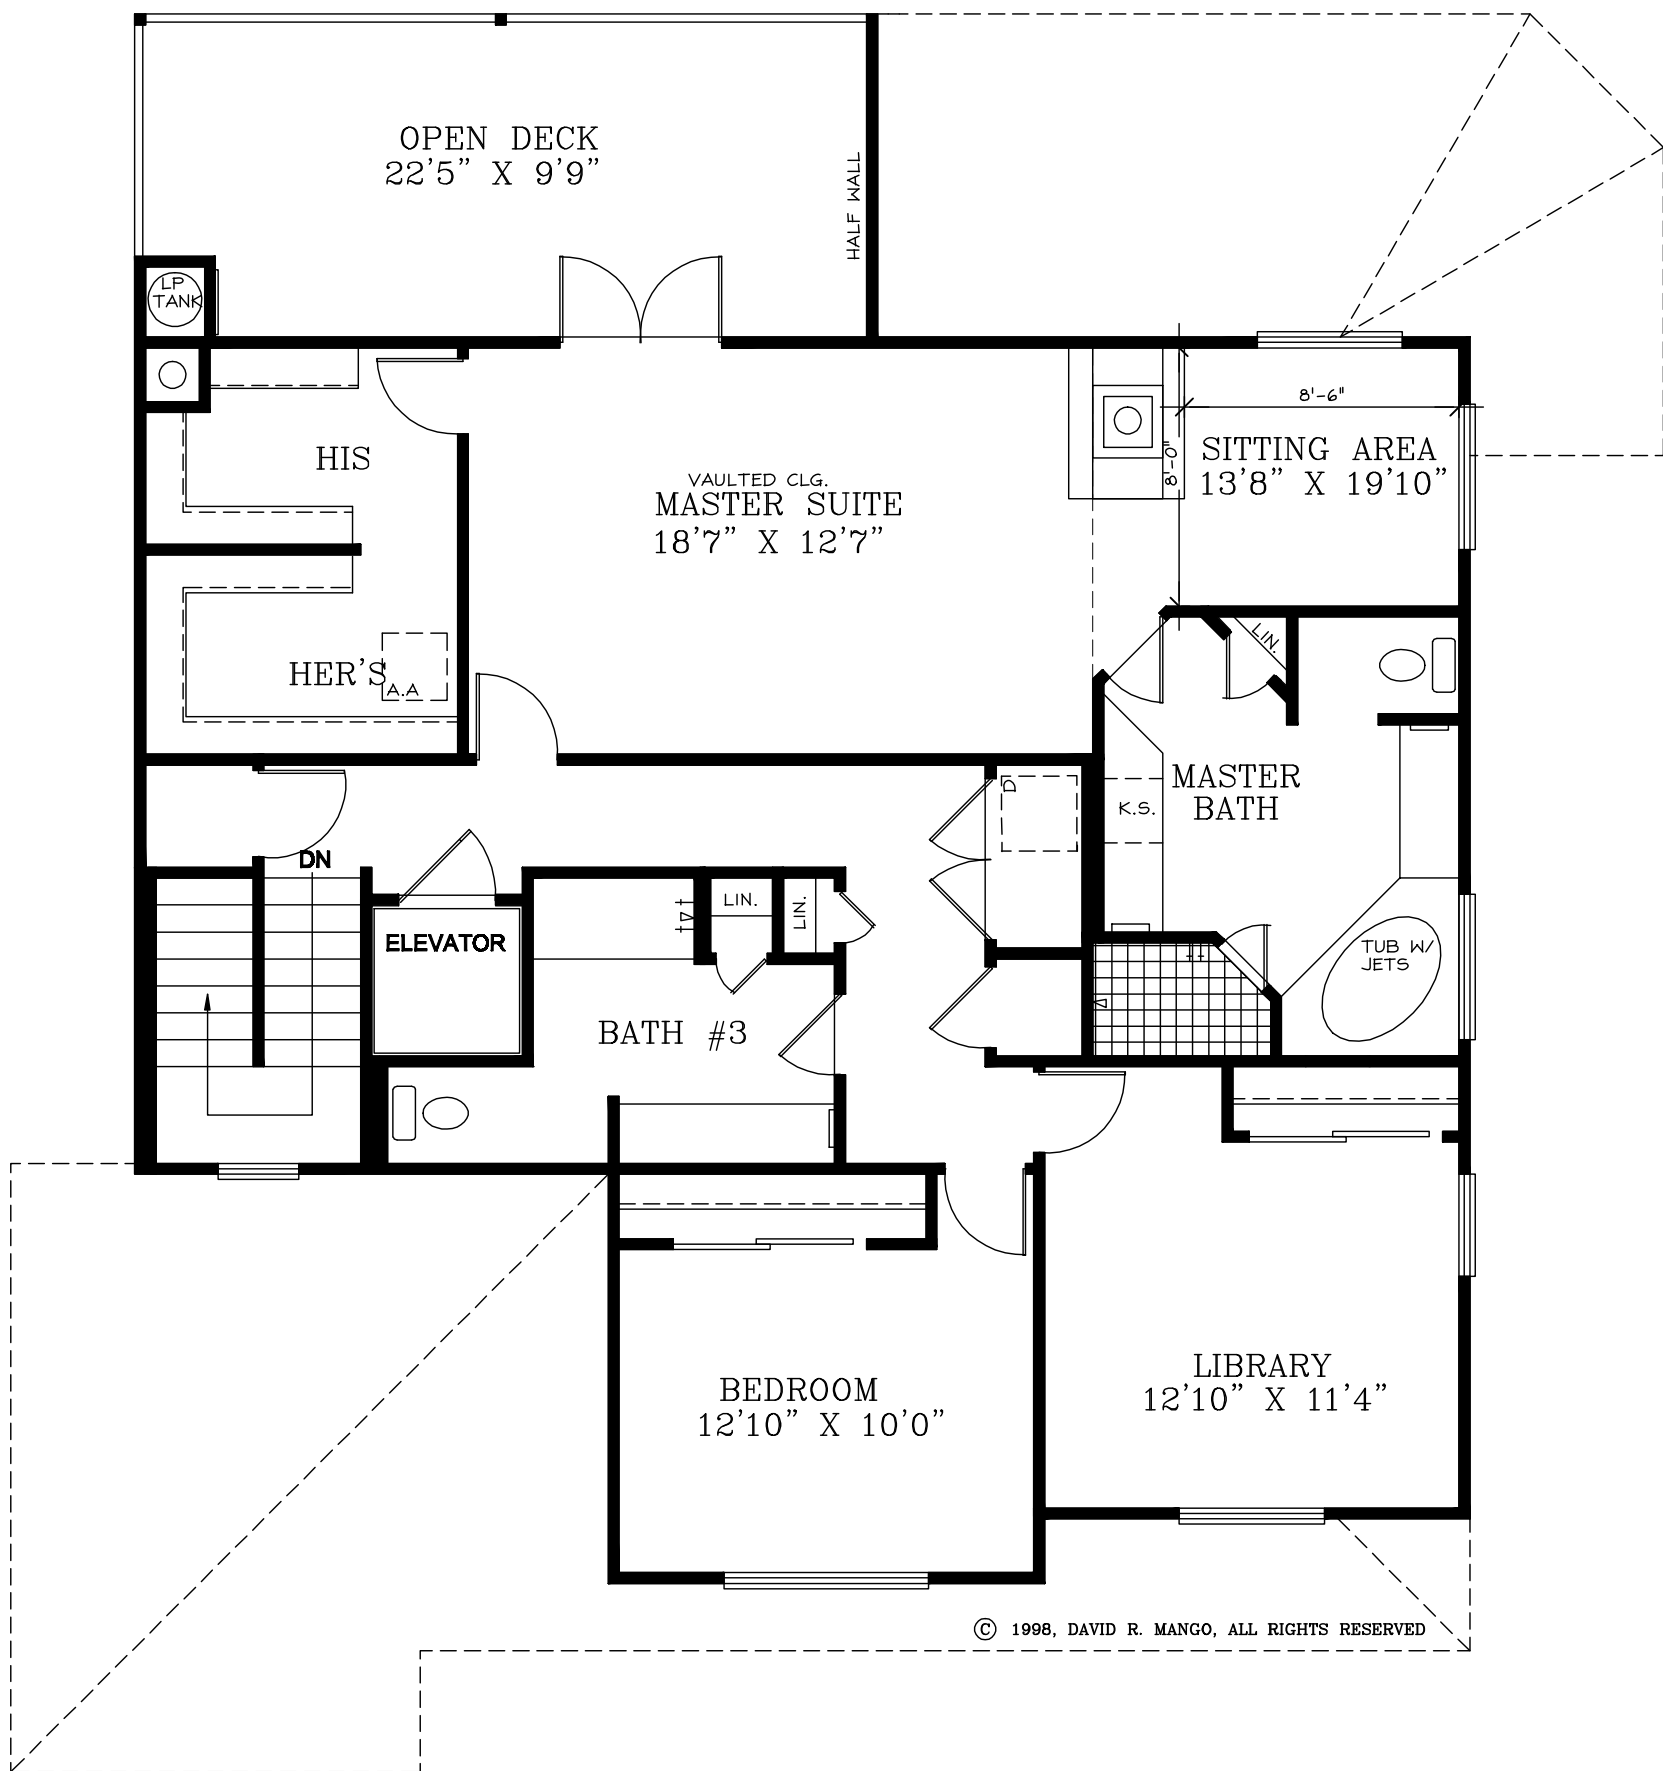 OPEN DECK
22'5" X 9'9"
HALF WALL
LP
TANK
8'-6"
HIS
SITTING AREA
13'8" X 19'10"
8'-0"
VAULTED CLG.
MASTER SUITE
18'7" X 12'7"
LIN.
HER'S
A.A
MASTER
BATH
K.S.
D
DN
LIN.
LIN.
ELEVATOR
TUB W/
JETS
BATH #3
LIBRARY
12'10" X 11'4"
BEDROOM
12'10" X 10'0"
© 1998, DAVID R. MANGO, ALL RIGHTS RESERVED